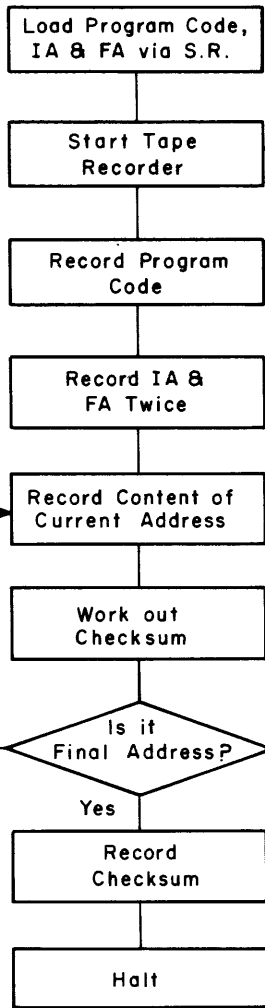 Load Program Code,
IA & FA via S.R.
Start Tape
Recorder
Record Program
Code
Record IA &
FA Twice
Record Content of
Current Address
Work out
Checksum
Is it
Final Address?
Yes
Record
Checksum
Halt